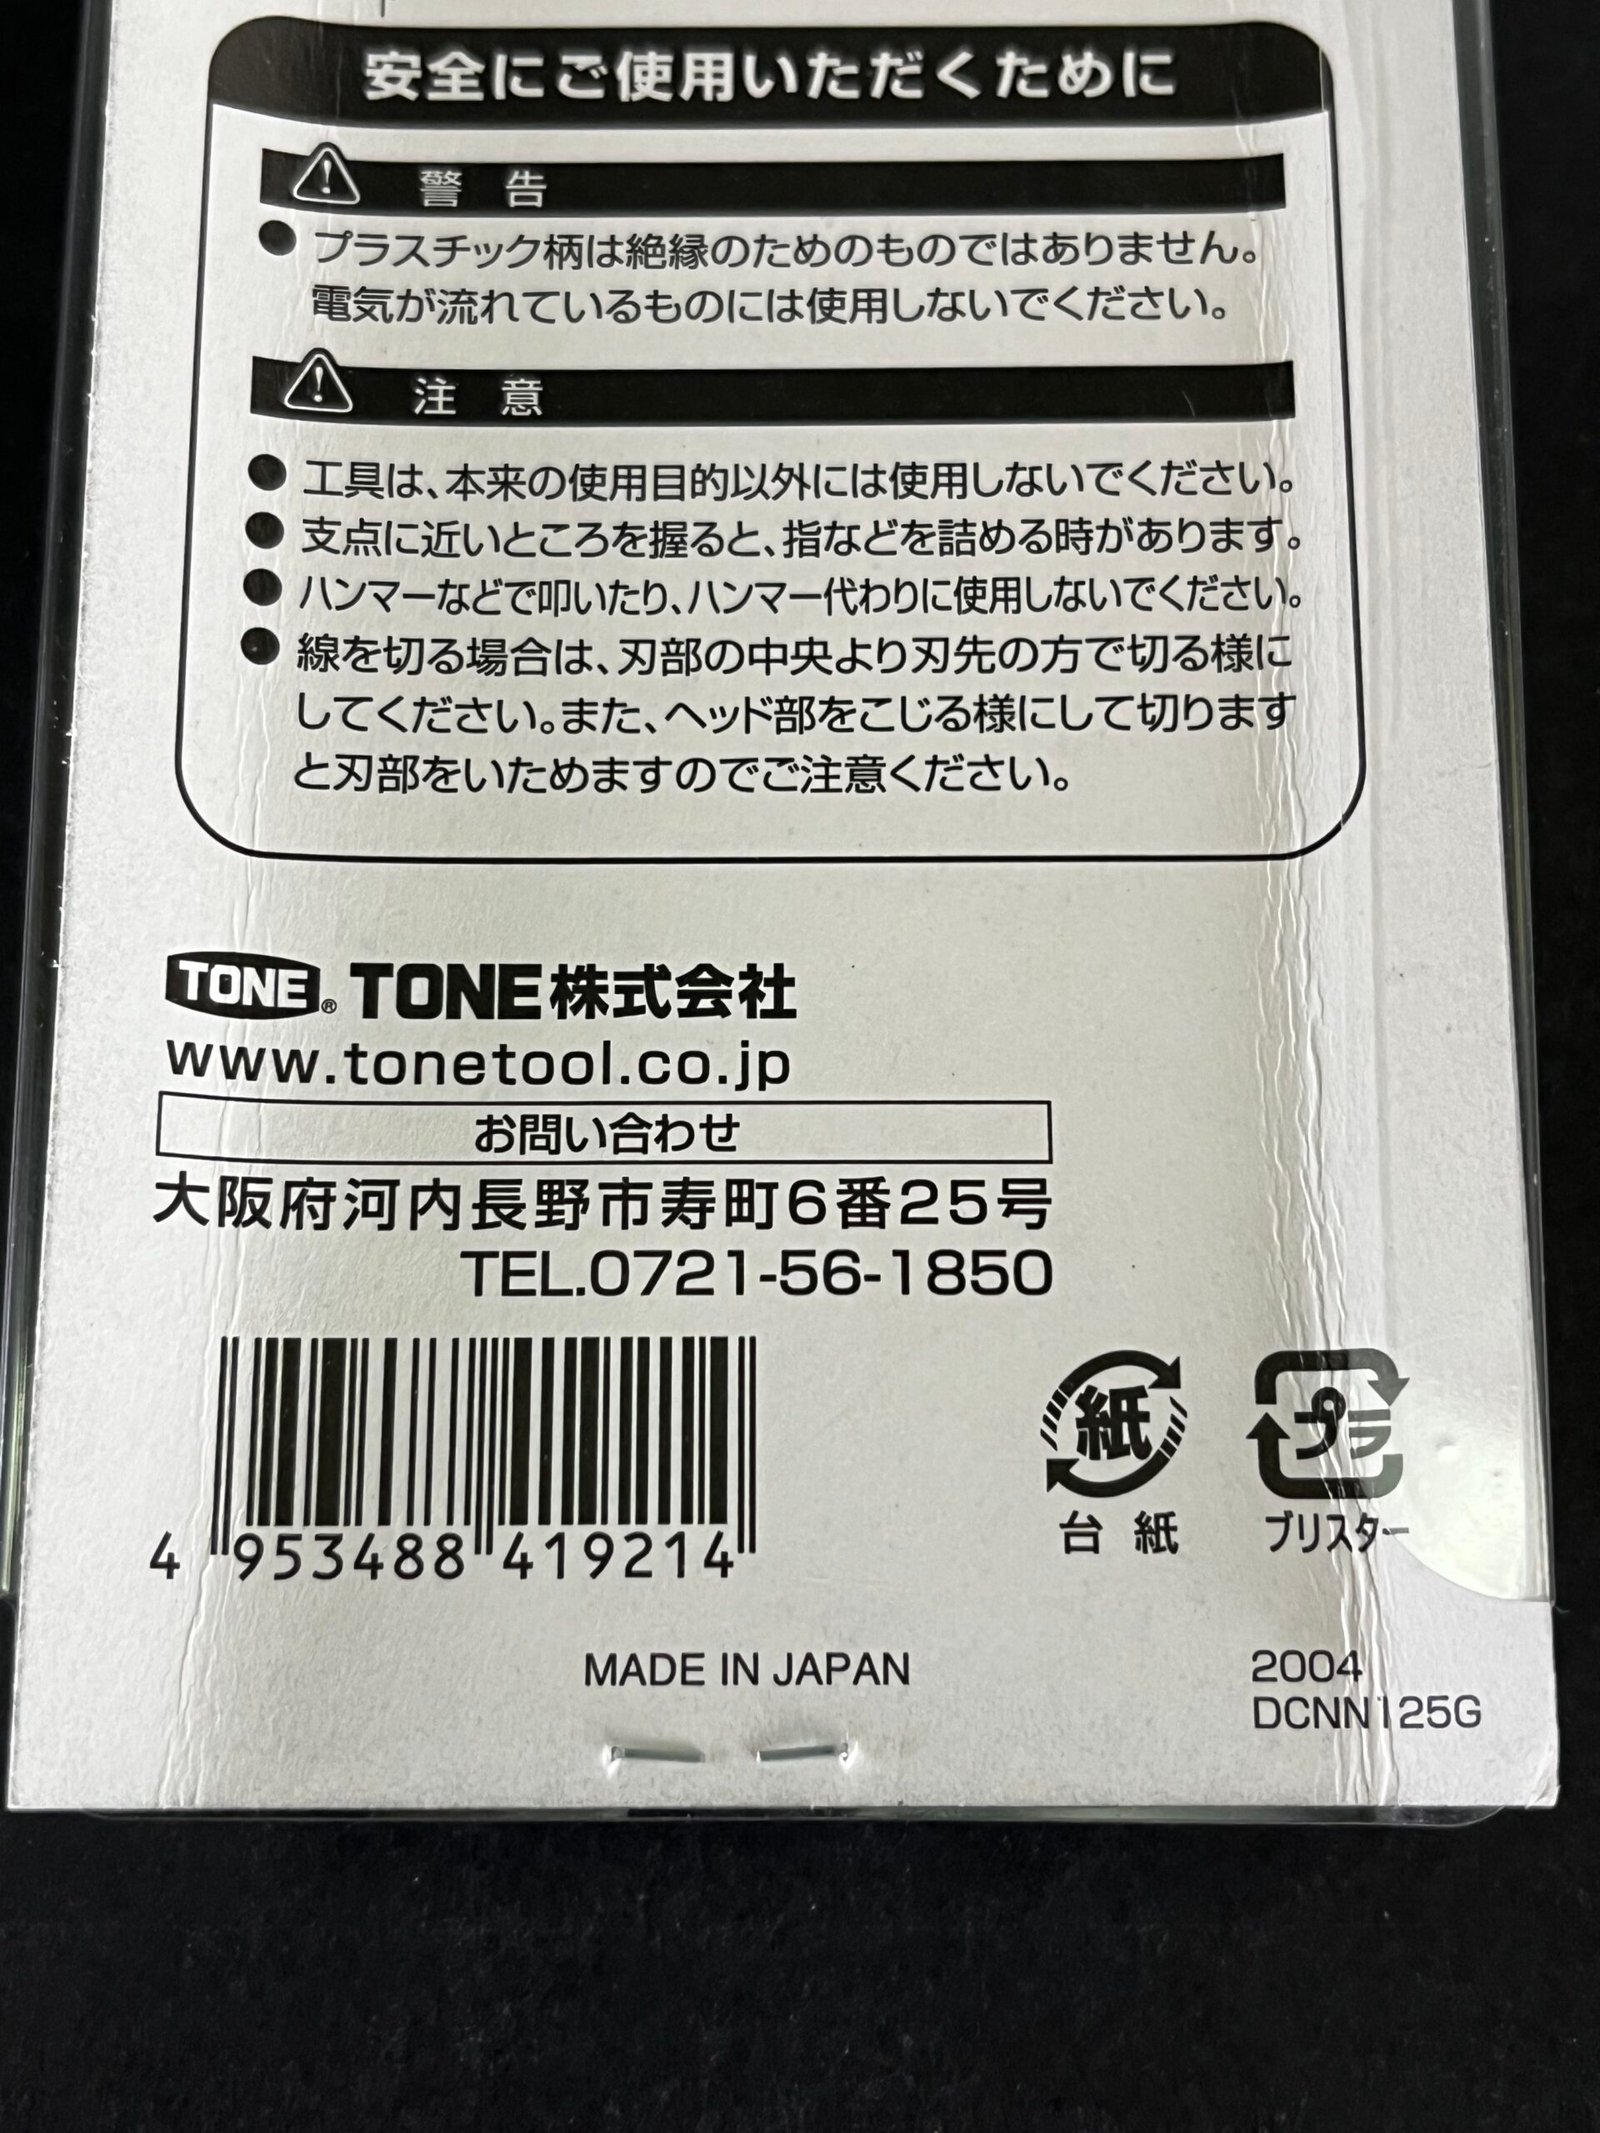 安全にご使用いただくために
警 告
● プラスチック柄は絶縁のためのものではありません。
電気が流れているものには使用しないでください。
注 意
● 工具は、本来の使用目的以外には使用しないでください。
● 支点に近いところを握ると、指などを詰める時があります。
● ハンマーなどで叩いたり、ハンマー代わりに使用しないでください。
● 線を切る場合は、刃部の中央より刃先の方で切る様に
してください。また、ヘッド部をこじる様にして切ります
と刃部をいためますのでご注意ください。
TONE® TONE株式会社
www.tonetool.co.jp
お問い合わせ
大阪府河内長野市寿町6番25号
TEL.0721-56-1850
4 953488 419214
紙
台 紙
プラ
ブリスター
MADE IN JAPAN
2004
DCNN125G